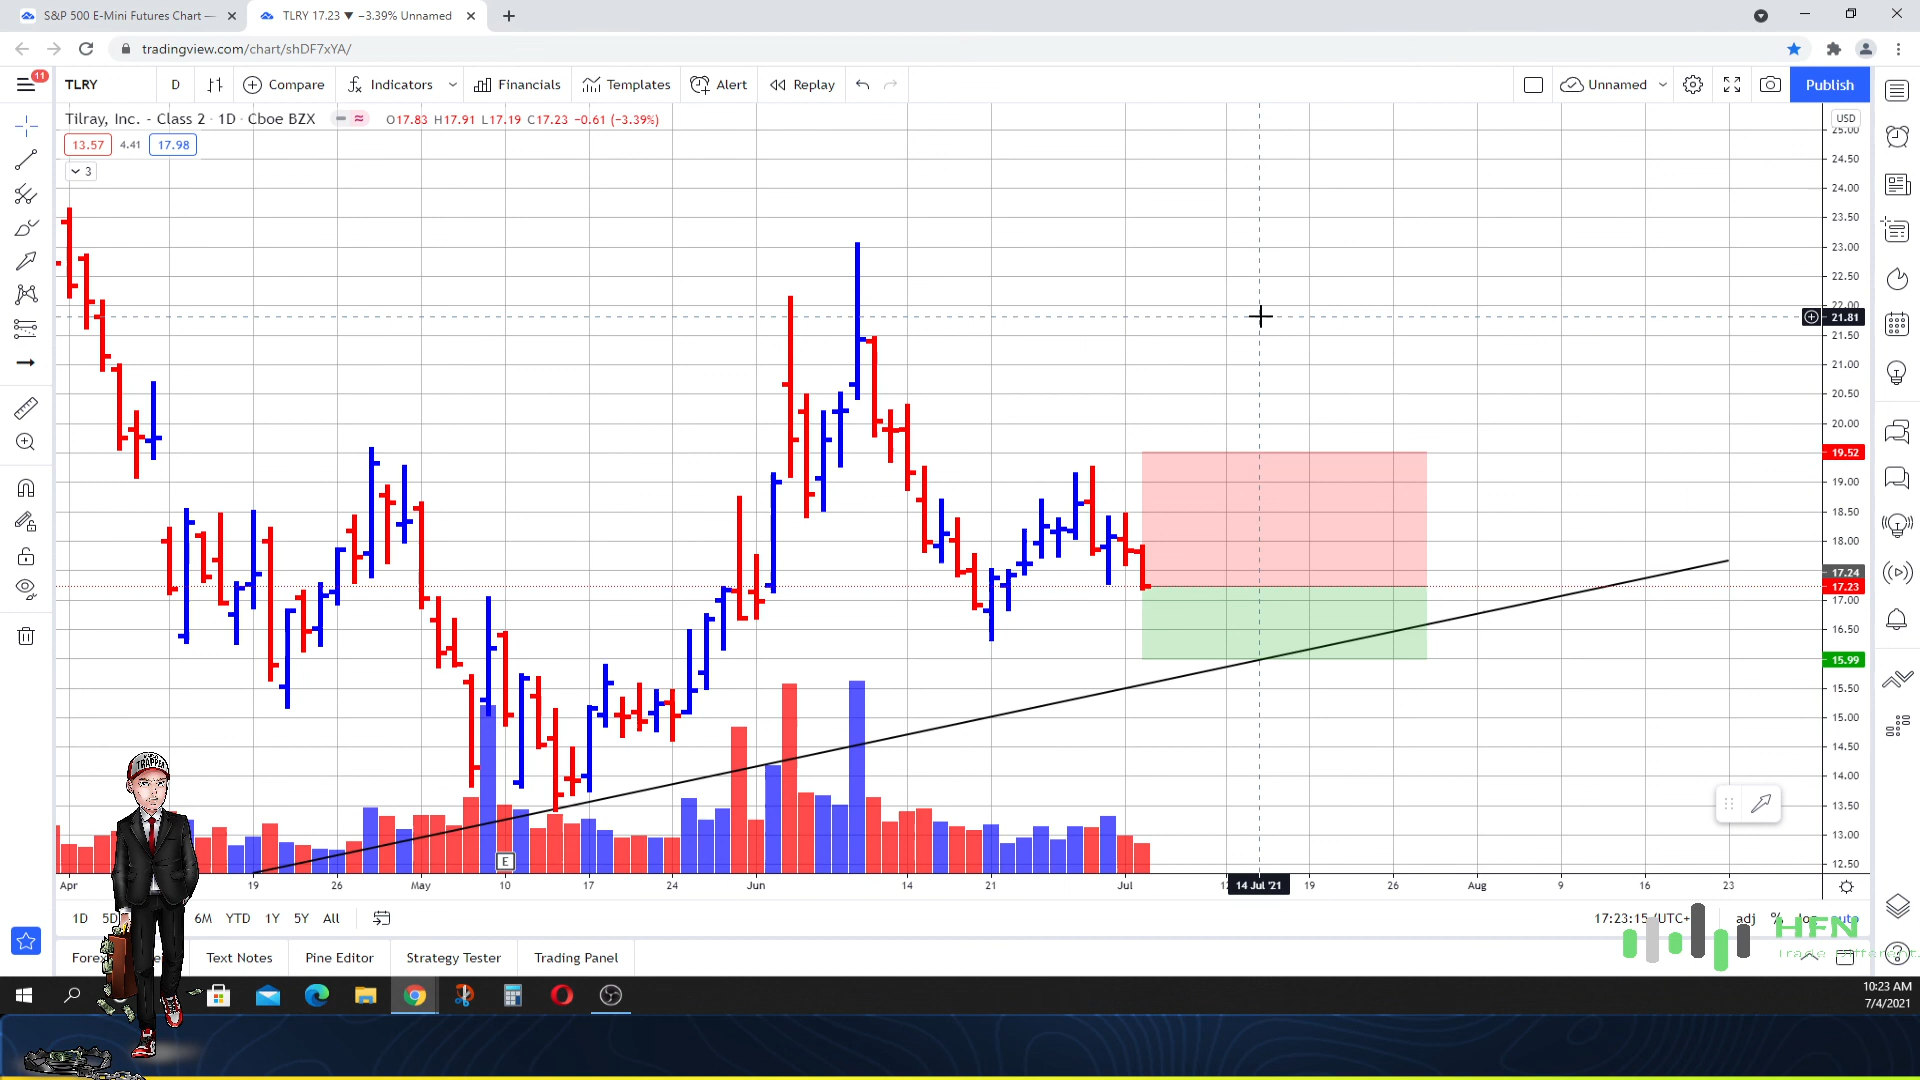 S&P 500 E-Mini Futures Chart —
TLRY 17.23 ▼ −3.39% Unnamed
tradingview.com/chart/shDF7xYA/
11
TLRY
D
Compare
Indicators
Financials
Templates
Alert
Replay
Unnamed
Publish
Tilray, Inc. - Class 2 · 1D · Cboe BZX
O17.83 H17.91 L17.19 C17.23 −0.61 (−3.39%)
13.57 4.41 17.98
3
USD
25.00
24.50
24.00
23.50
23.00
22.50
22.00
21.81
21.50
21.00
20.50
20.00
19.52
19.00
18.50
18.00
17.24
17.23
17.00
16.50
15.99
15.50
15.00
14.50
14.00
13.50
13.00
12.50
TRAPPER
E
Apr 19 26 May 10 17 24 Jun 14 21 Jul 14 Jul '21 19 26 Aug 9 16 23
1D 5D 6M YTD 1Y 5Y All
17:23:15 (UTC+ adj % log auto
HFN
Trade Different.
Text Notes
Pine Editor
Strategy Tester
Trading Panel
10:23 AM
7/4/2021